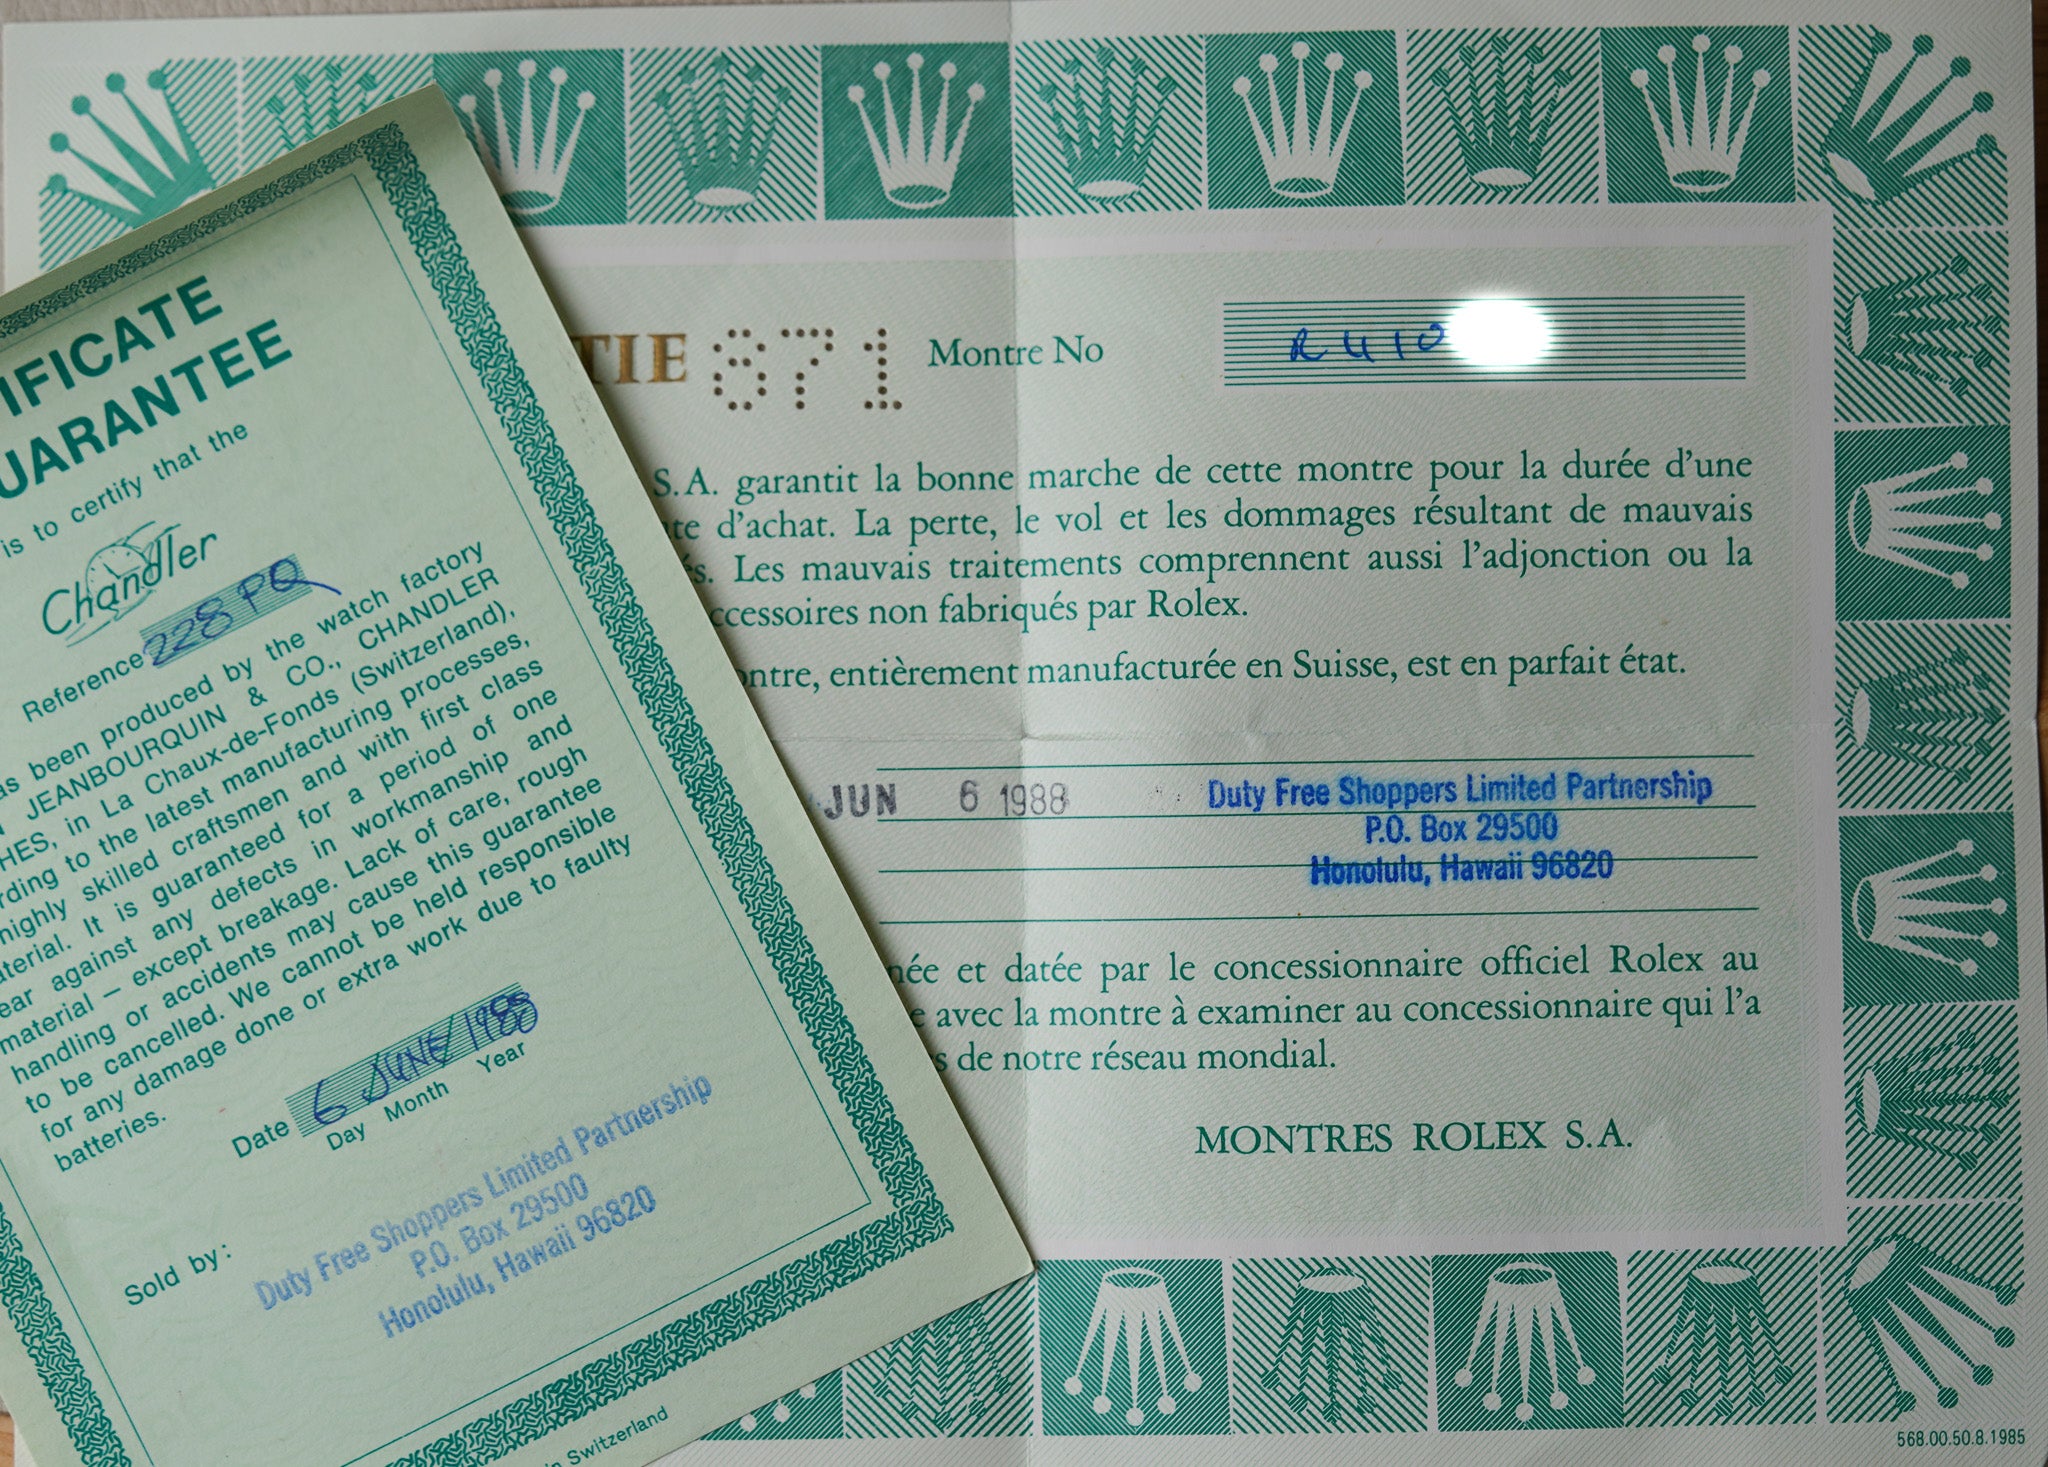 IFICATE
UARANTEE
is to certify that the
Chandler
Reference 228 PQ
as been produced by the watch factory
JEANBOURQUIN & CO., CHANDLER
HES, in La Chaux-de-Fonds (Switzerland),
rding to the latest manufacturing processes,
highly skilled craftsmen and with first class
aterial. It is guaranteed for a period of one
ear against any defects in workmanship and
material – except breakage. Lack of care, rough
handling or accidents may cause this guarantee
to be cancelled. We cannot be held responsible
for any damage done or extra work due to faulty
batteries.
Date 6 JUNE/1988
Day Month Year
Sold by:
Duty Free Shoppers Limited Partnership
P.O. Box 29500
Honolulu, Hawaii 96820
in Switzerland
TIE 871 Montre No R410
S.A. garantit la bonne marche de cette montre pour la durée d'une
te d'achat. La perte, le vol et les dommages résultant de mauvais
és. Les mauvais traitements comprennent aussi l'adjonction ou la
ccessoires non fabriqués par Rolex.
ontre, entièrement manufacturée en Suisse, est en parfait état.
JUN 6 1988
Duty Free Shoppers Limited Partnership
P.O. Box 29500
Honolulu, Hawaii 96820
née et datée par le concessionnaire officiel Rolex au
e avec la montre à examiner au concessionnaire qui l'a
s de notre réseau mondial.
MONTRES ROLEX S.A.
568.00.50.8.1985